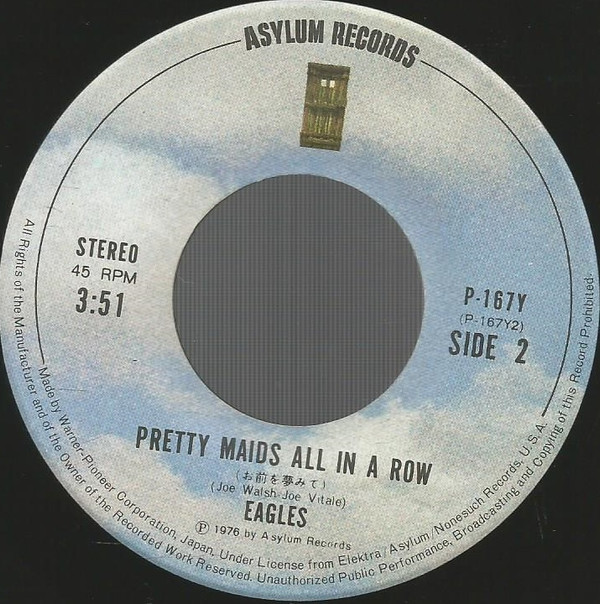 ASYLUM RECORDS
STEREO
45 RPM
3:51
P-167Y
(P-167Y2)
SIDE 2
PRETTY MAIDS ALL IN A ROW
(お前を夢みて)
(Joe Walsh-Joe Vitale)
EAGLES
Ⓟ 1976 by Asylum Records
Made by Warner-Pioneer Corporation, Japan, Under License from Elektra/Asylum/Nonesuch Records, U.S.A.
All Rights of the Manufacturer and of the Owner of the Recorded Work Reserved. Unauthorized Public Performance, Broadcasting and Copying of this Record Prohibited.